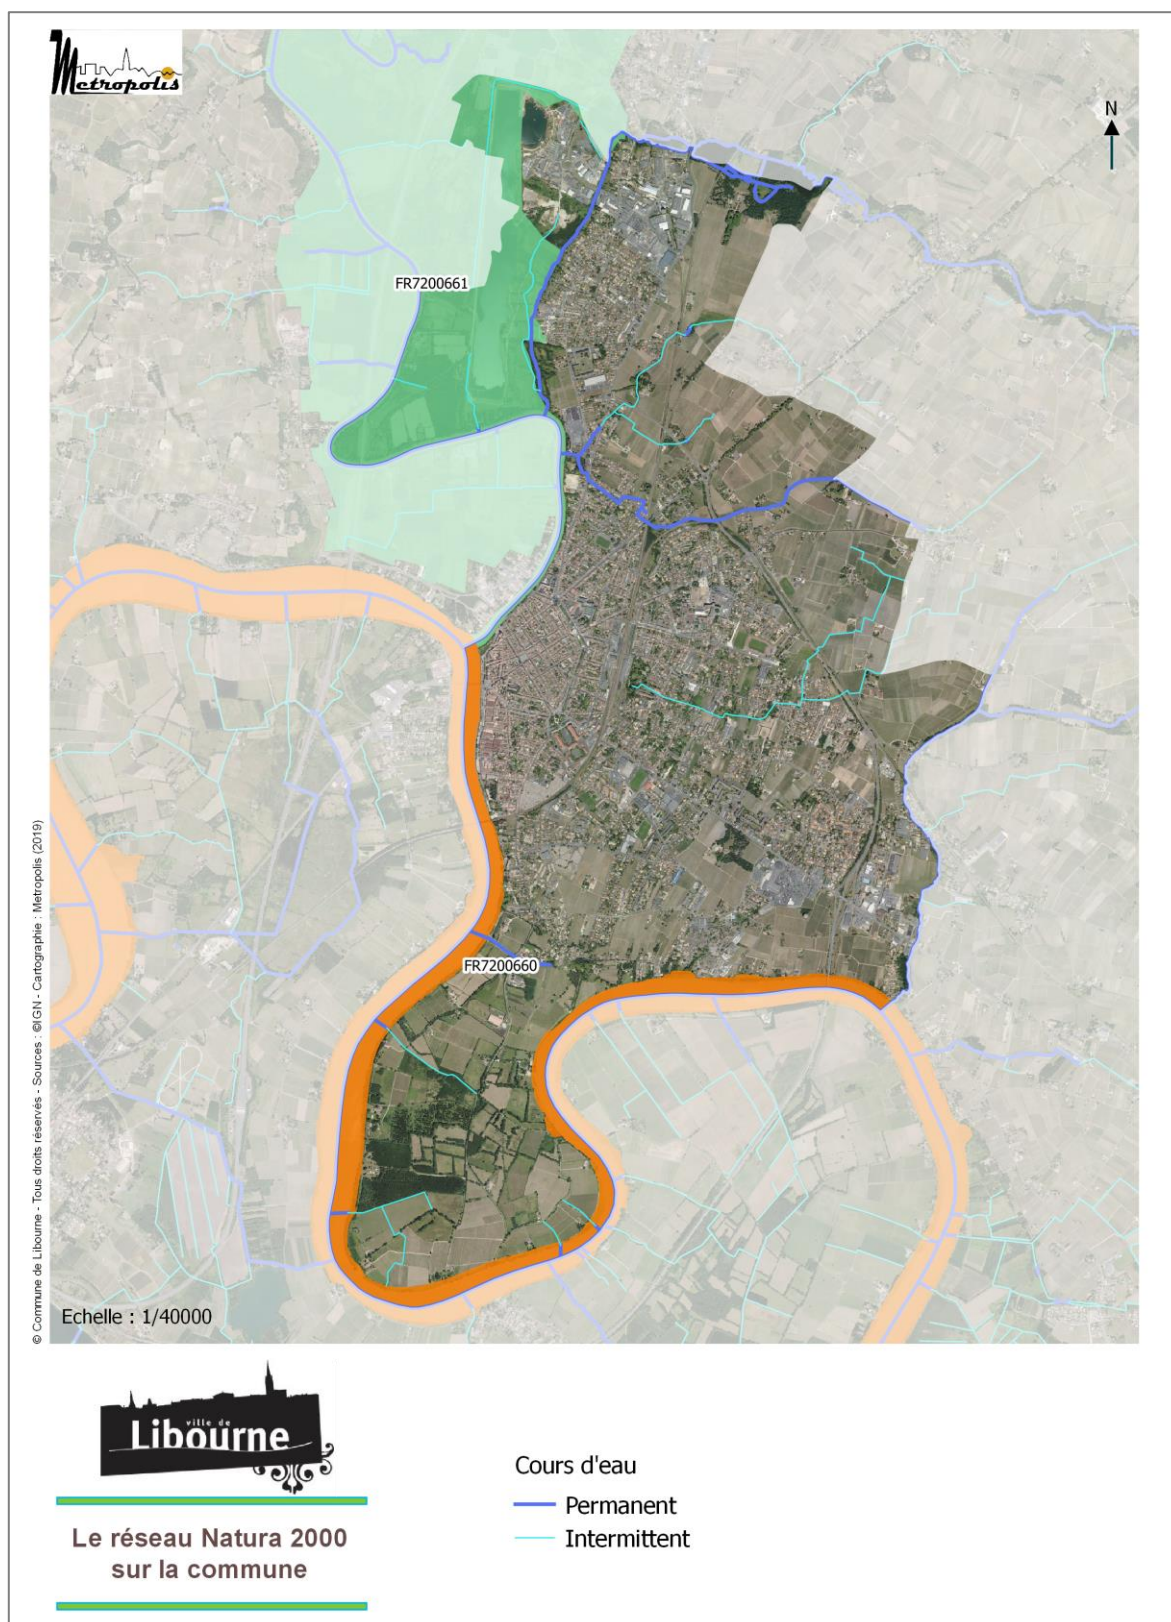 Metropolis
N
FR7200661
FR7200660
© Commune de Libourne - Tous droits réservés - Sources : ©IGN - Cartographie : Metropolis (2019)
Echelle : 1/40000
ville de
Libourne
Le réseau Natura 2000
sur la commune
Cours d'eau
Permanent
Intermittent